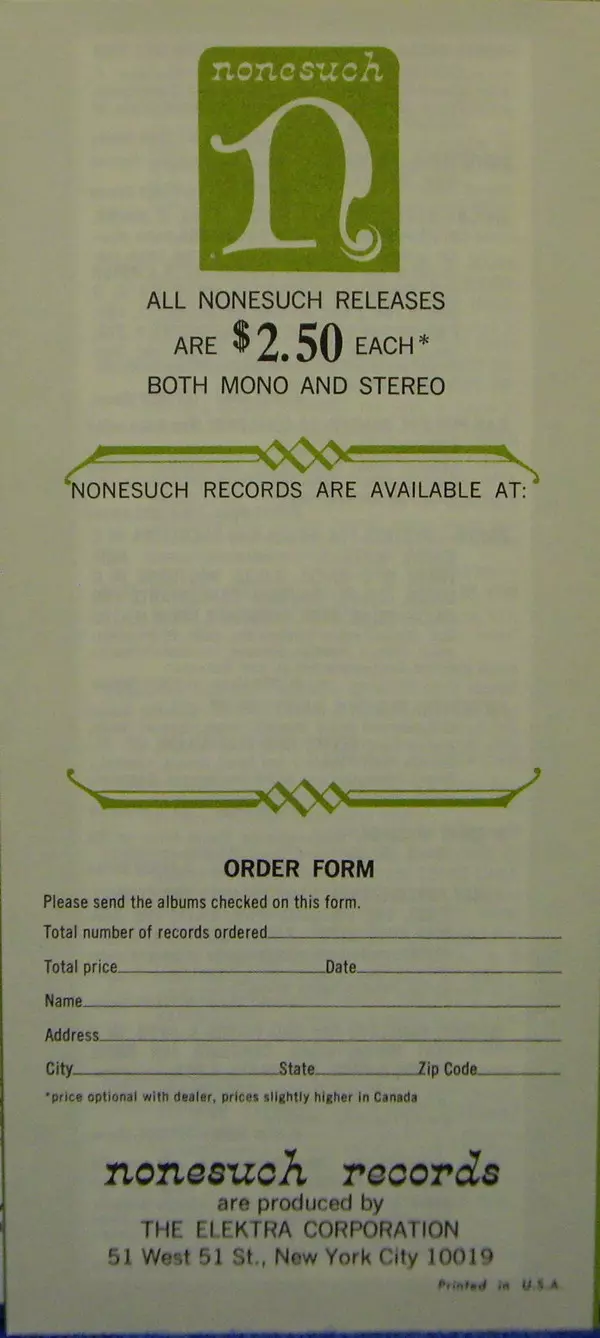 nonesuch
n
ALL NONESUCH RELEASES
ARE $2.50 EACH*
BOTH MONO AND STEREO
NONESUCH RECORDS ARE AVAILABLE AT:
ORDER FORM
Please send the albums checked on this form.
Total number of records ordered
Total price Date
Name
Address
City State Zip Code
*price optional with dealer, prices slightly higher in Canada
nonesuch records
are produced by
THE ELEKTRA CORPORATION
51 West 51 St., New York City 10019
Printed in U.S.A.